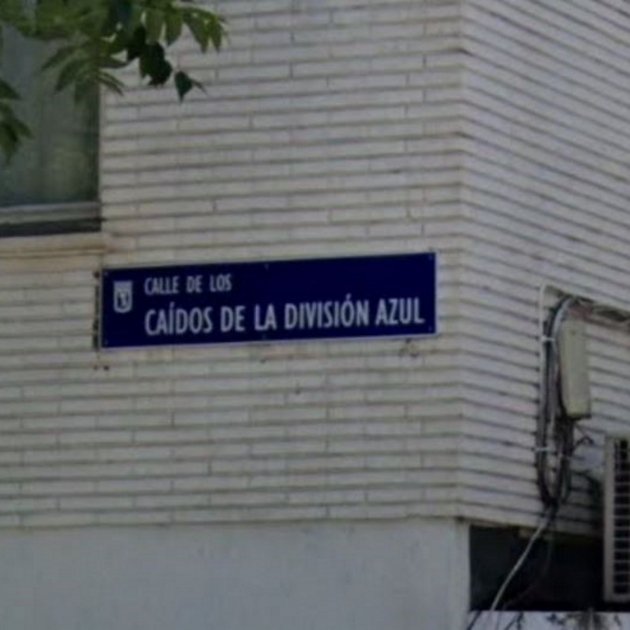 CALLE DE LOS
CAÍDOS DE LA DIVISIÓN AZUL